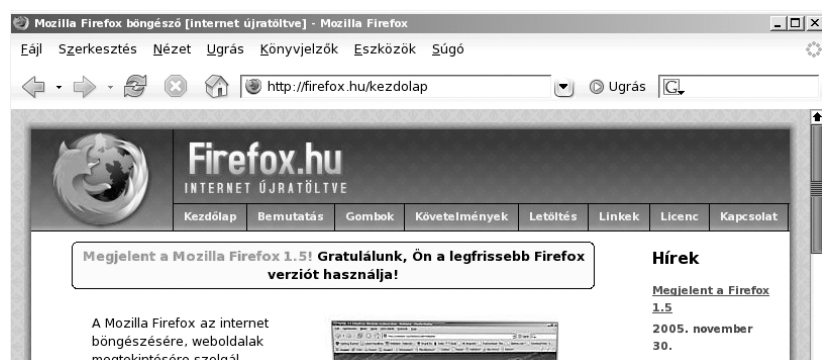 Mozilla Firefox böngésző [internet újratöltve] - Mozilla Firefox
Fájl Szerkesztés Nézet Ugrás Könyvjelzők Eszközök Súgó
http://firefox.hu/kezdolap Ugrás G
Firefox.hu
INTERNET ÚJRATÖLTVE
Kezdőlap Bemutatás Gombok Követelmények Letöltés Linkek Licenc Kapcsolat
Megjelent a Mozilla Firefox 1.5! Gratulálunk, Ön a legfrissebb Firefox
verziót használja!
Hírek
Megjelent a Firefox
1.5
2005. november
30.
A Mozilla Firefox az internet
böngészésére, weboldalak
megtekintésére szolgál